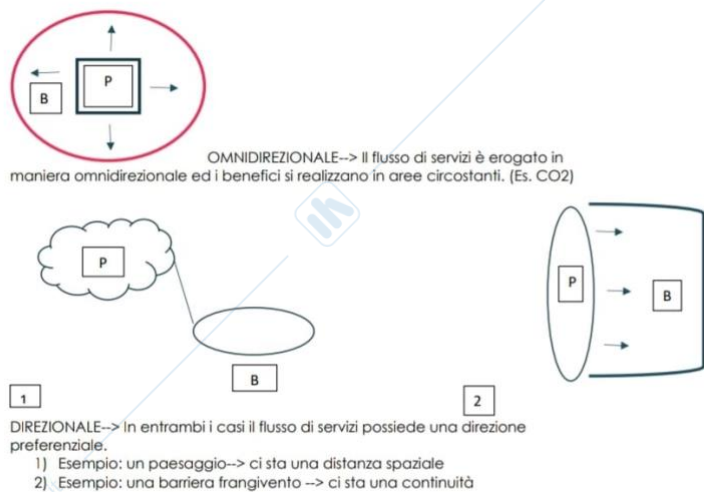 P
B
OMNIDIREZIONALE--> Il flusso di servizi è erogato in
maniera omnidirezionale ed i benefici si realizzano in aree circostanti. (Es. CO2)
P
B
1
P
B
2
DIREZIONALE--> In entrambi i casi il flusso di servizi possiede una direzione
preferenziale.
1) Esempio: un paesaggio--> ci sta una distanza spaziale
2) Esempio: una barriera frangivento --> ci sta una continuità